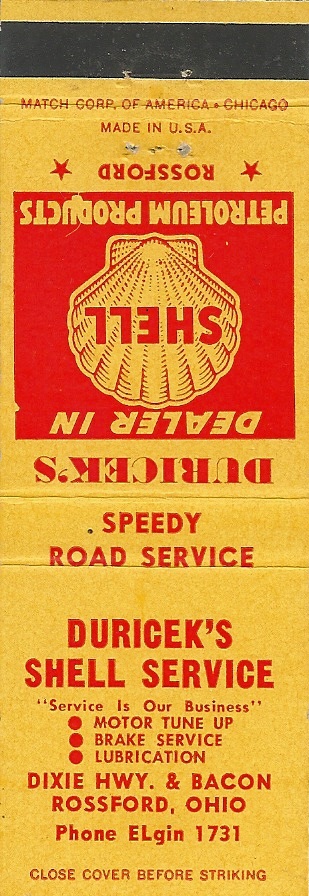 MATCH CORP. OF AMERICA • CHICAGO
MADE IN U.S.A.
DURICEK'S
DEALER IN
SHELL
PETROLEUM PRODUCTS
★ ROSSFORD ★
SPEEDY
ROAD SERVICE
DURICEK'S
SHELL SERVICE
"Service Is Our Business"
● MOTOR TUNE UP
● BRAKE SERVICE
● LUBRICATION
DIXIE HWY. & BACON
ROSSFORD, OHIO
Phone ELgin 1731
CLOSE COVER BEFORE STRIKING